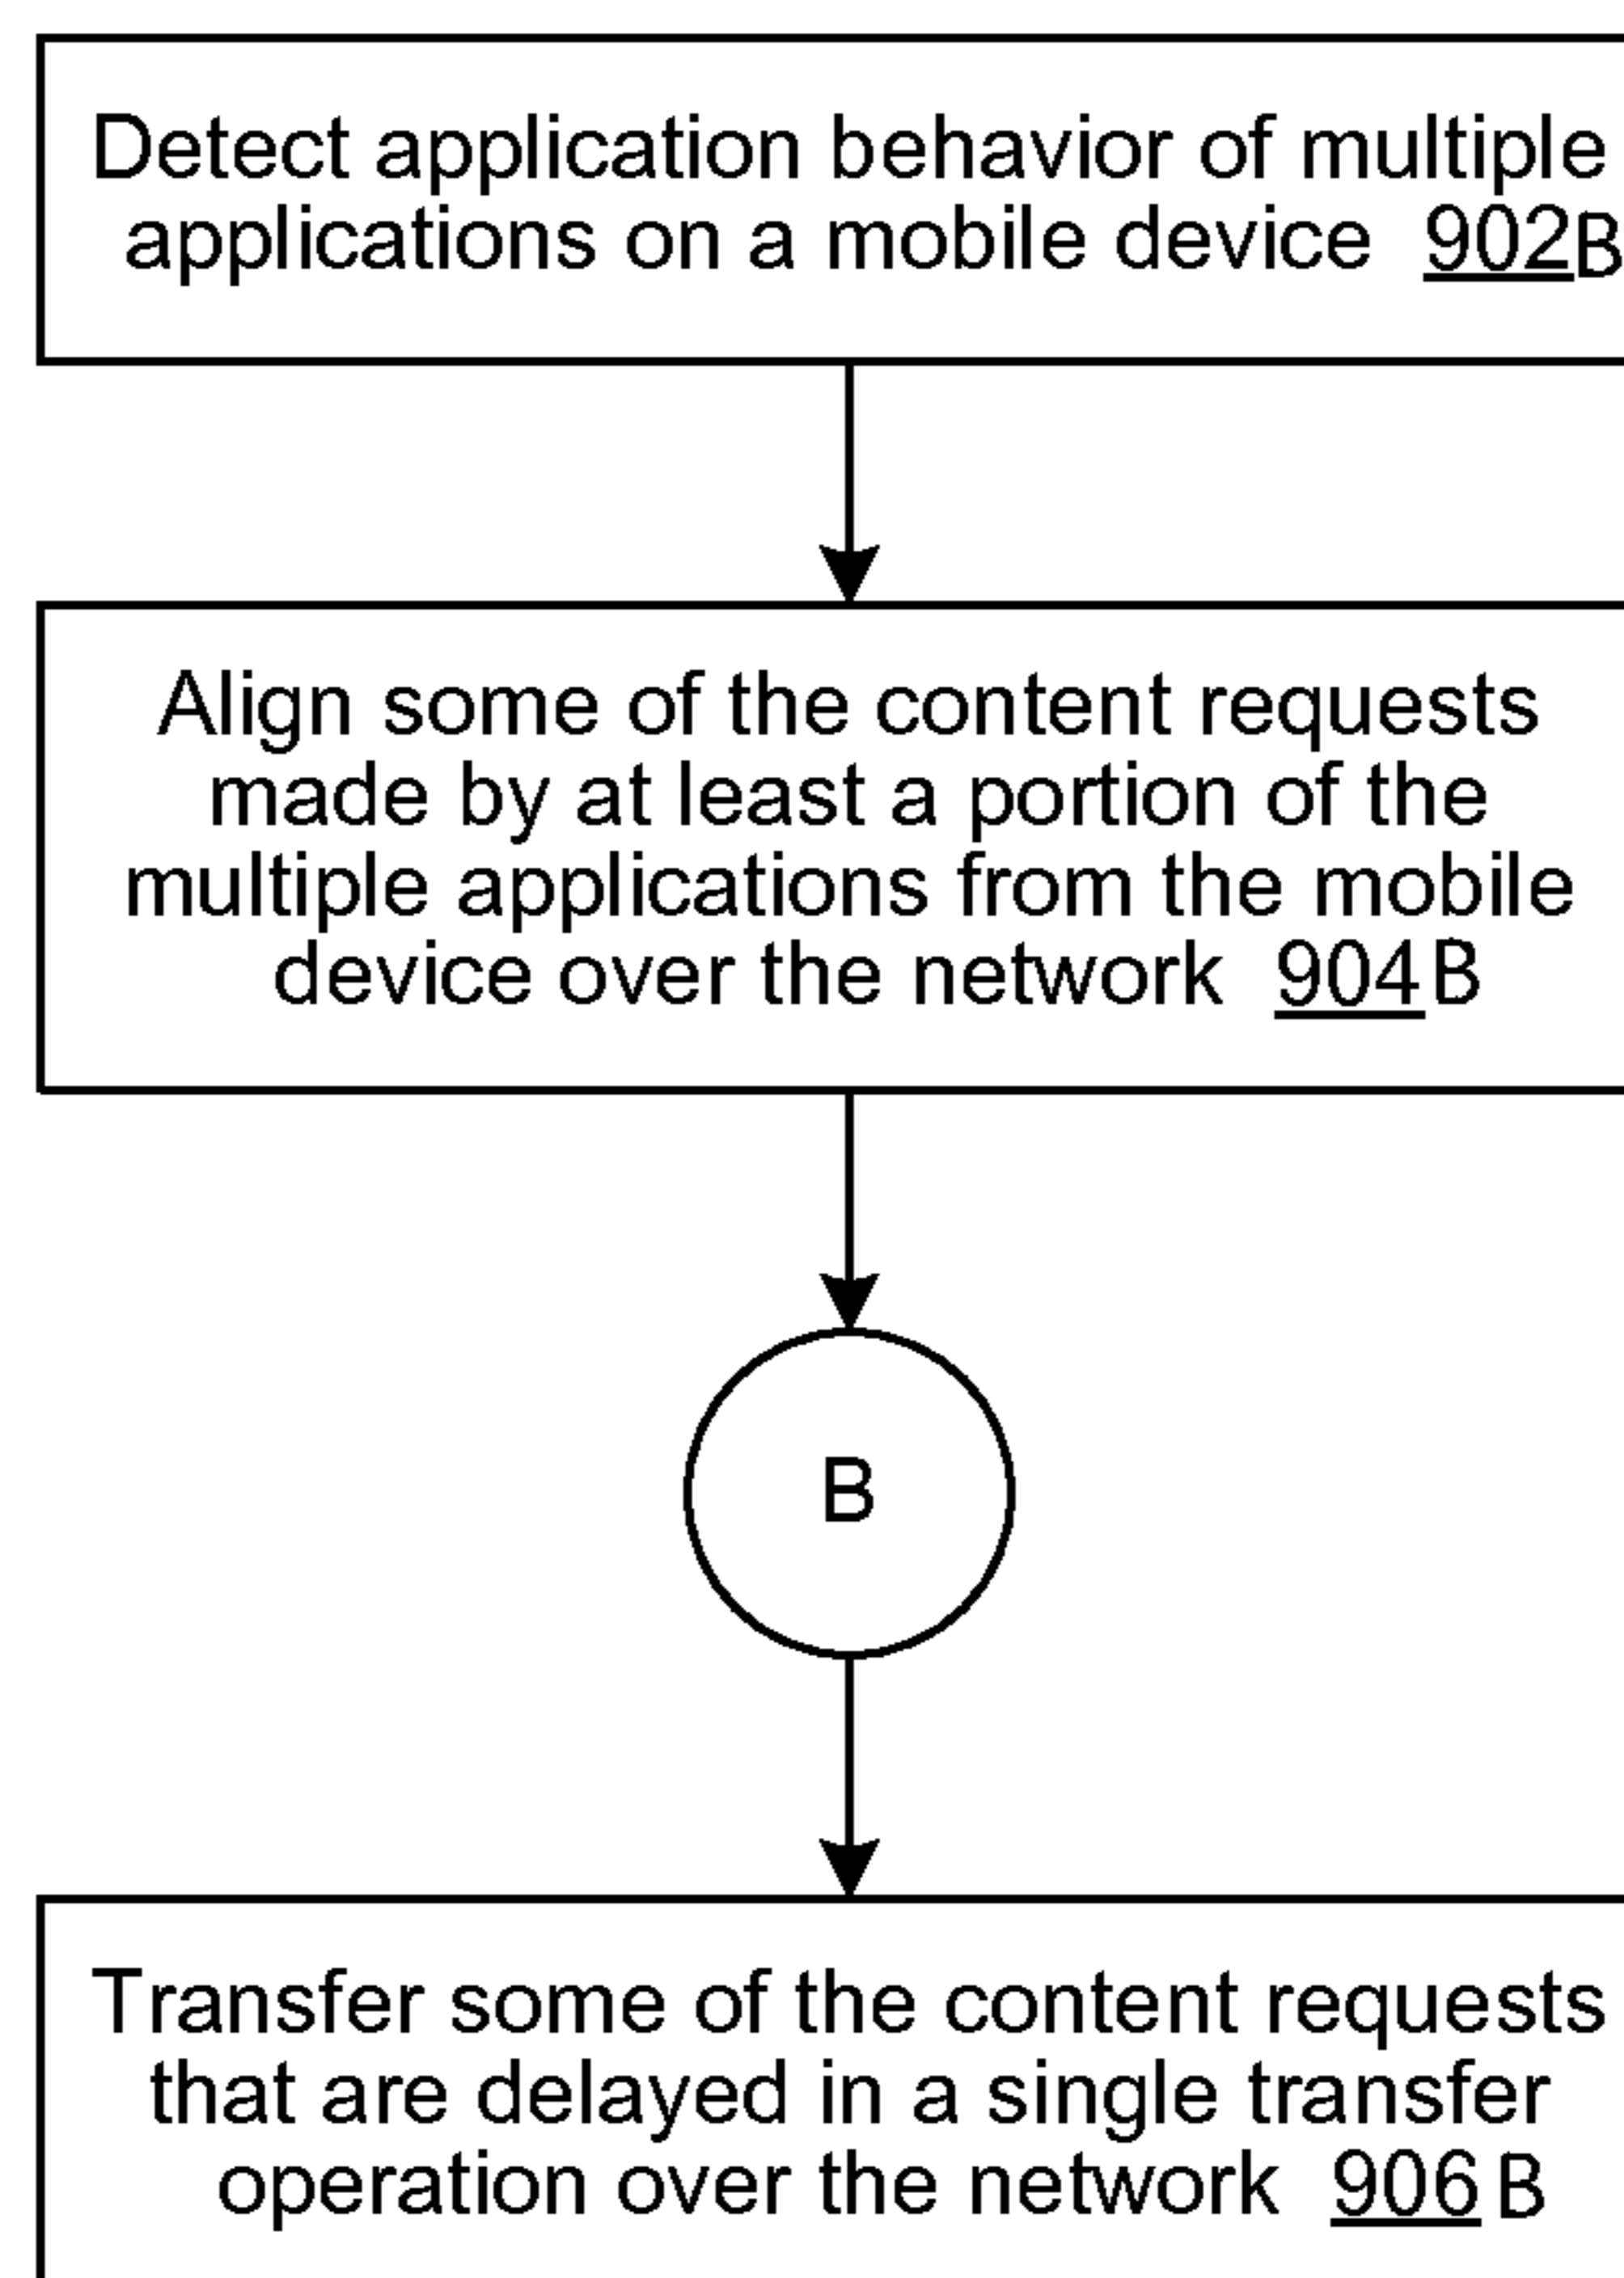 Detect application behavior of multiple
applications on a mobile device 902B
Align some of the content requests
made by at least a portion of the
multiple applications from the mobile
device over the network 904B
B
Transfer some of the content requests
that are delayed in a single transfer
operation over the network 906B